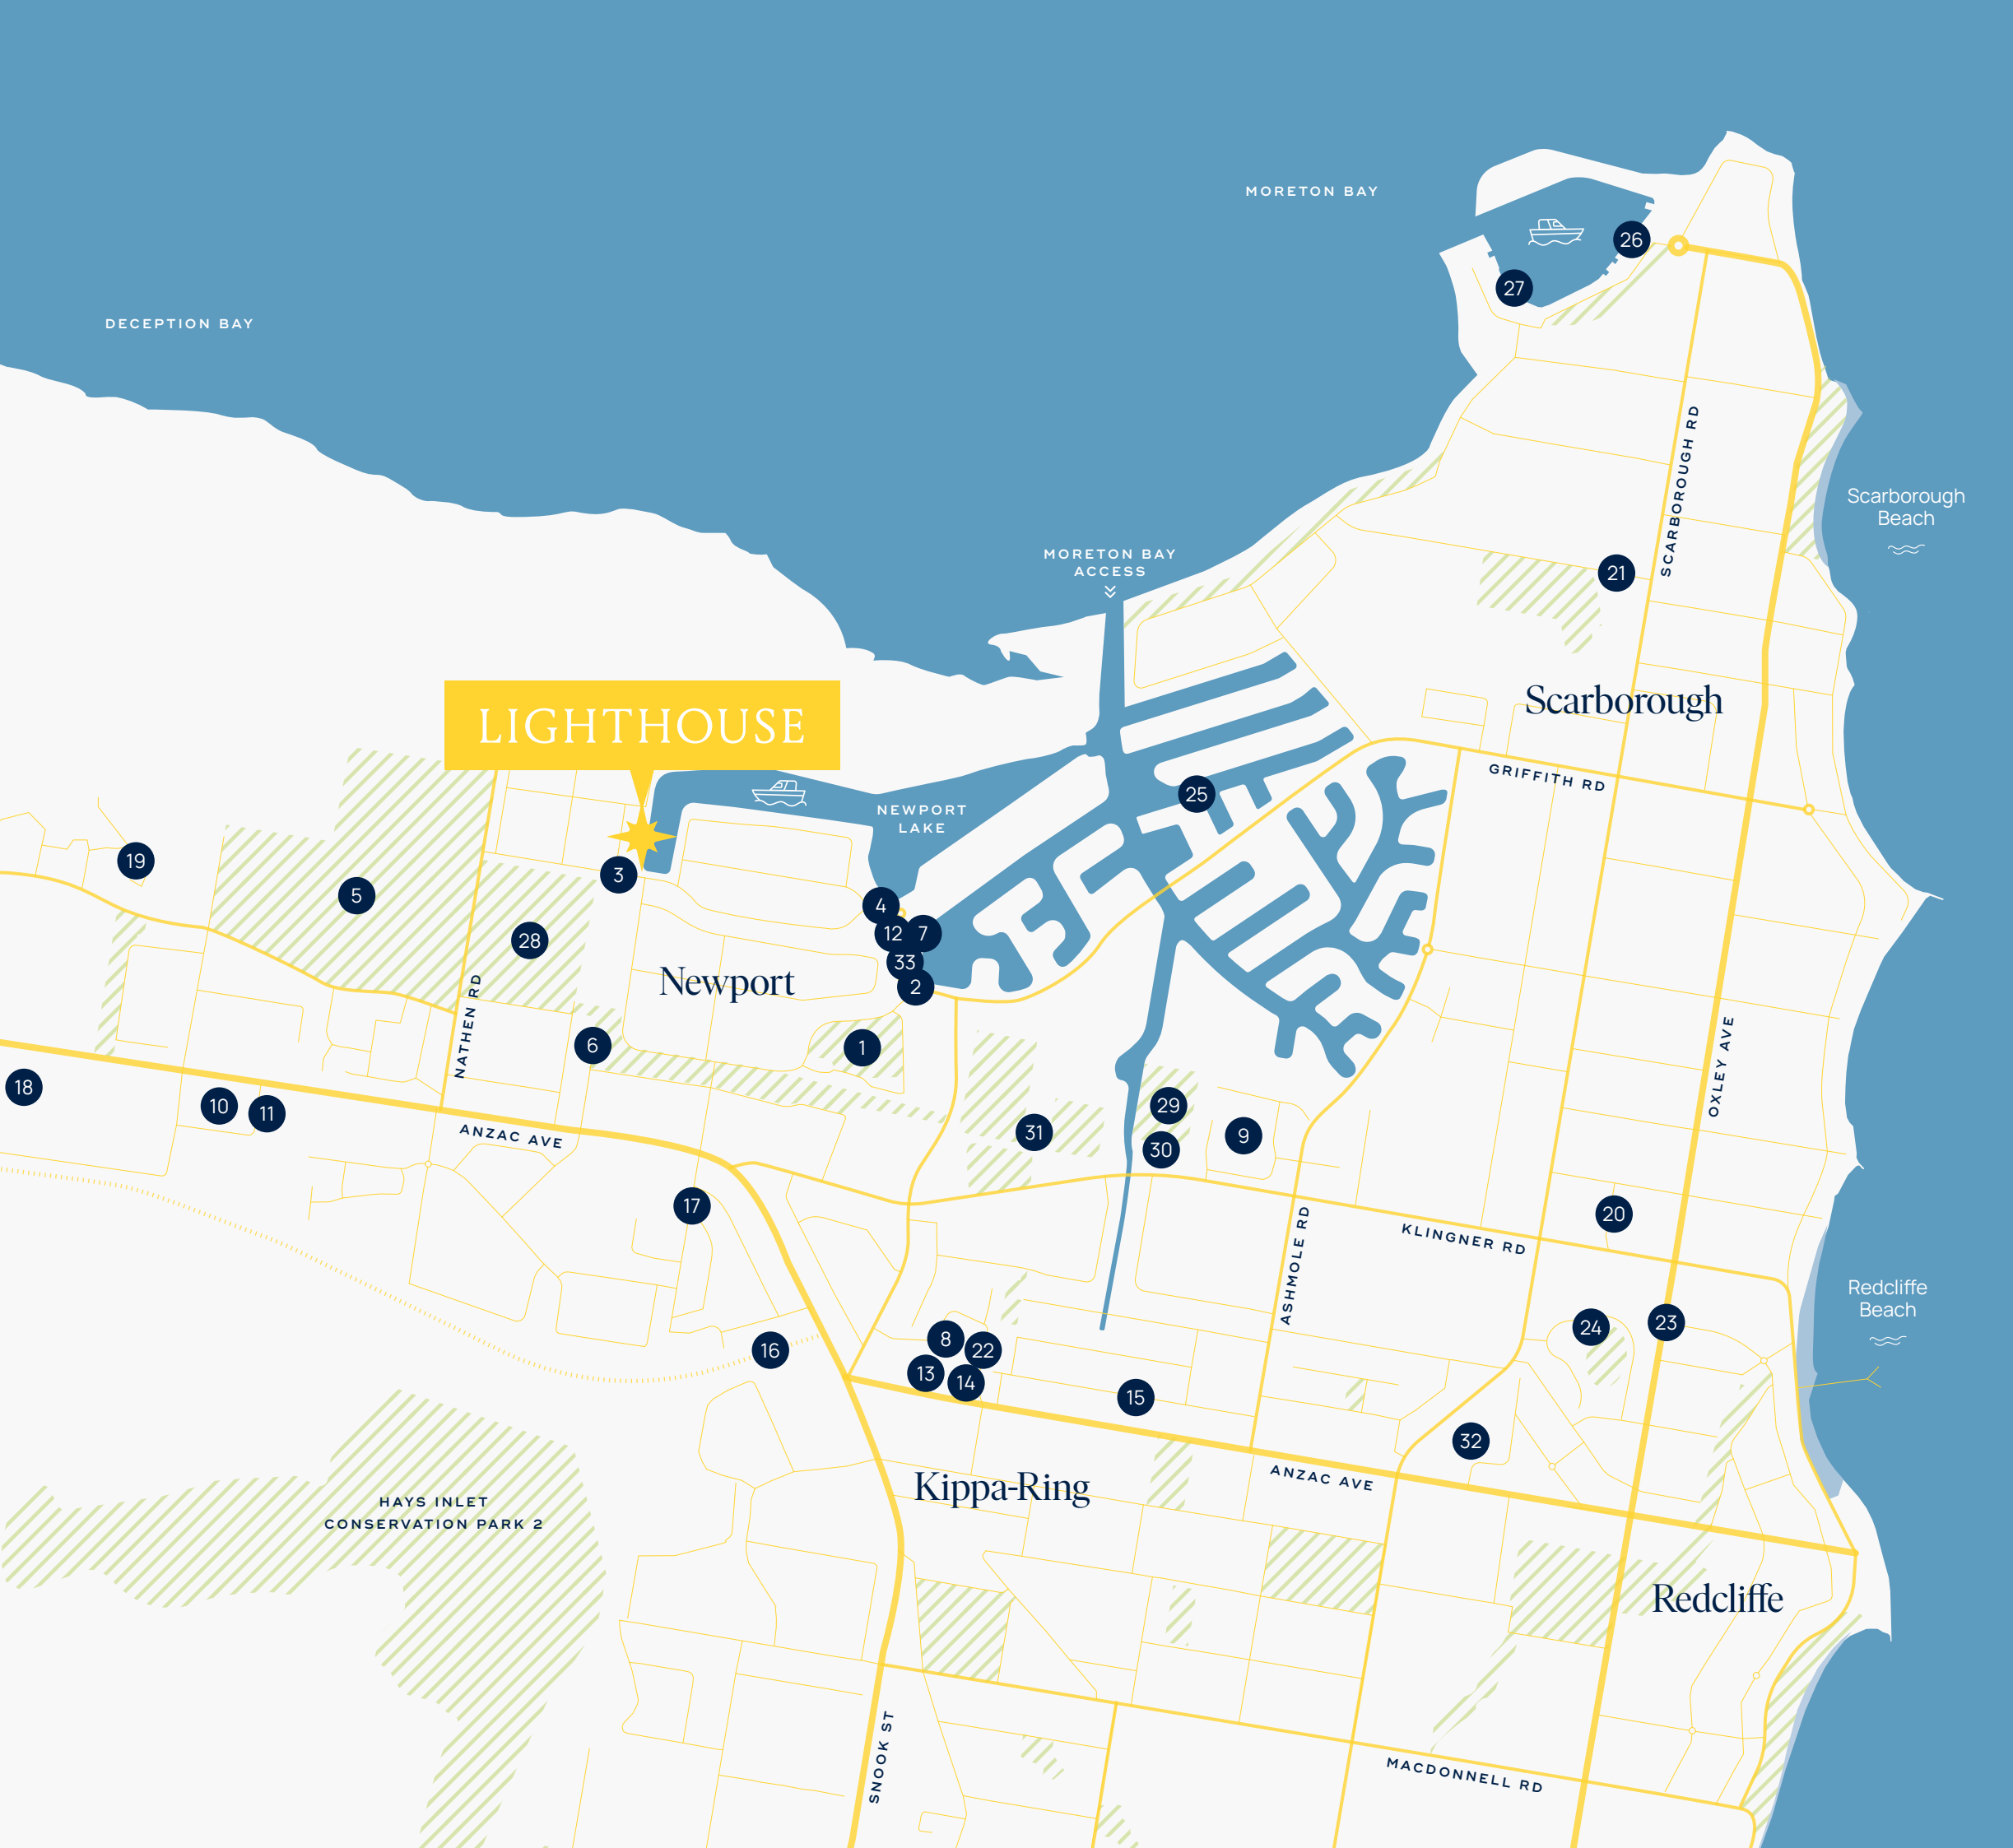 MORETON BAY
26
27
DECEPTION BAY
SCARBOROUGH RD
Scarborough
Beach
MORETON BAY
ACCESS
21
Scarborough
LIGHTHOUSE
GRIFFITH RD
25
NEWPORT
LAKE
19
3
5
4
28
12
7
33
2
Newport
NATHEN RD
6
1
OXLEY AVE
18
10
11
29
31
30
9
ANZAC AVE
17
20
ASHMOLE RD
KLINGNER RD
Redcliffe
Beach
24
23
16
8
22
13
14
15
32
Kippa-Ring
ANZAC AVE
HAYS INLET
CONSERVATION PARK 2
Redcliffe
SNOOK ST
MACDONNELL RD